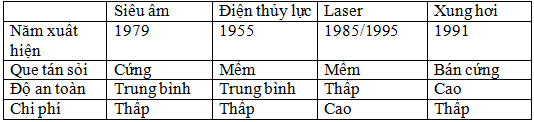 Siêu âm Điện thủy lực Laser Xung hơi
Năm xuất hiện 1979 1955 1985/1995 1991
Que tán sỏi Cứng Mềm Mềm Bán cứng
Độ an toàn Trung bình Trung bình Thấp Cao
Chi phí Thấp Thấp Cao Thấp